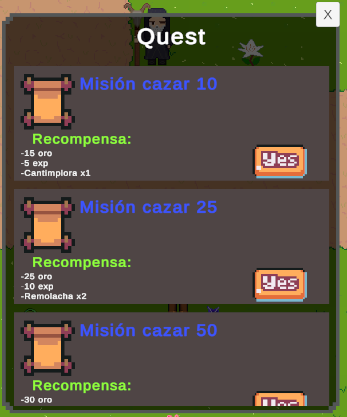 X
Quest
Misión cazar 10
Recompensa:
-15 oro
-5 exp
-Cantimplora x1
Yes
Misión cazar 25
Recompensa:
-25 oro
-10 exp
-Remolacha x2
Yes
Misión cazar 50
Recompensa:
-30 oro
Yes